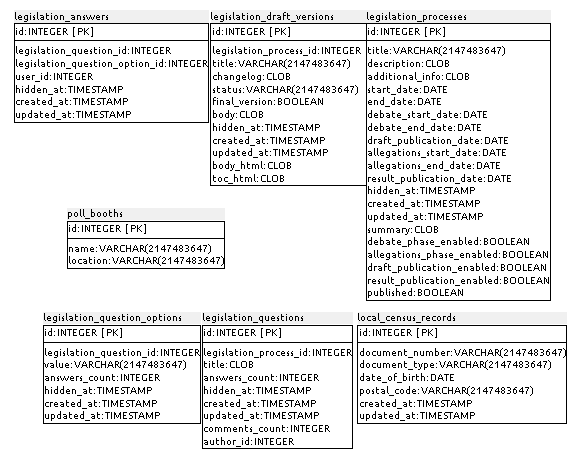 legislation_answers
id:INTEGER [PK]
legislation_question_id:INTEGER
legislation_question_option_id:INTEGER
user_id:INTEGER
hidden_at:TIMESTAMP
created_at:TIMESTAMP
updated_at:TIMESTAMP
legislation_draft_versions
id:INTEGER [PK]
legislation_process_id:INTEGER
title:VARCHAR(2147483647)
changelog:CLOB
status:VARCHAR(2147483647)
final_version:BOOLEAN
body:CLOB
hidden_at:TIMESTAMP
created_at:TIMESTAMP
updated_at:TIMESTAMP
body_html:CLOB
toc_html:CLOB
legislation_processes
id:INTEGER [PK]
title:VARCHAR(2147483647)
description:CLOB
additional_info:CLOB
start_date:DATE
end_date:DATE
debate_start_date:DATE
debate_end_date:DATE
draft_publication_date:DATE
allegations_start_date:DATE
allegations_end_date:DATE
result_publication_date:DATE
hidden_at:TIMESTAMP
created_at:TIMESTAMP
updated_at:TIMESTAMP
summary:CLOB
debate_phase_enabled:BOOLEAN
allegations_phase_enabled:BOOLEAN
draft_publication_enabled:BOOLEAN
result_publication_enabled:BOOLEAN
published:BOOLEAN
poll_booths
id:INTEGER [PK]
name:VARCHAR(2147483647)
location:VARCHAR(2147483647)
legislation_question_options
id:INTEGER [PK]
legislation_question_id:INTEGER
value:VARCHAR(2147483647)
answers_count:INTEGER
hidden_at:TIMESTAMP
created_at:TIMESTAMP
updated_at:TIMESTAMP
legislation_questions
id:INTEGER [PK]
legislation_process_id:INTEGER
title:CLOB
answers_count:INTEGER
hidden_at:TIMESTAMP
created_at:TIMESTAMP
updated_at:TIMESTAMP
comments_count:INTEGER
author_id:INTEGER
local_census_records
id:INTEGER [PK]
document_number:VARCHAR(2147483647)
document_type:VARCHAR(2147483647)
date_of_birth:DATE
postal_code:VARCHAR(2147483647)
created_at:TIMESTAMP
updated_at:TIMESTAMP